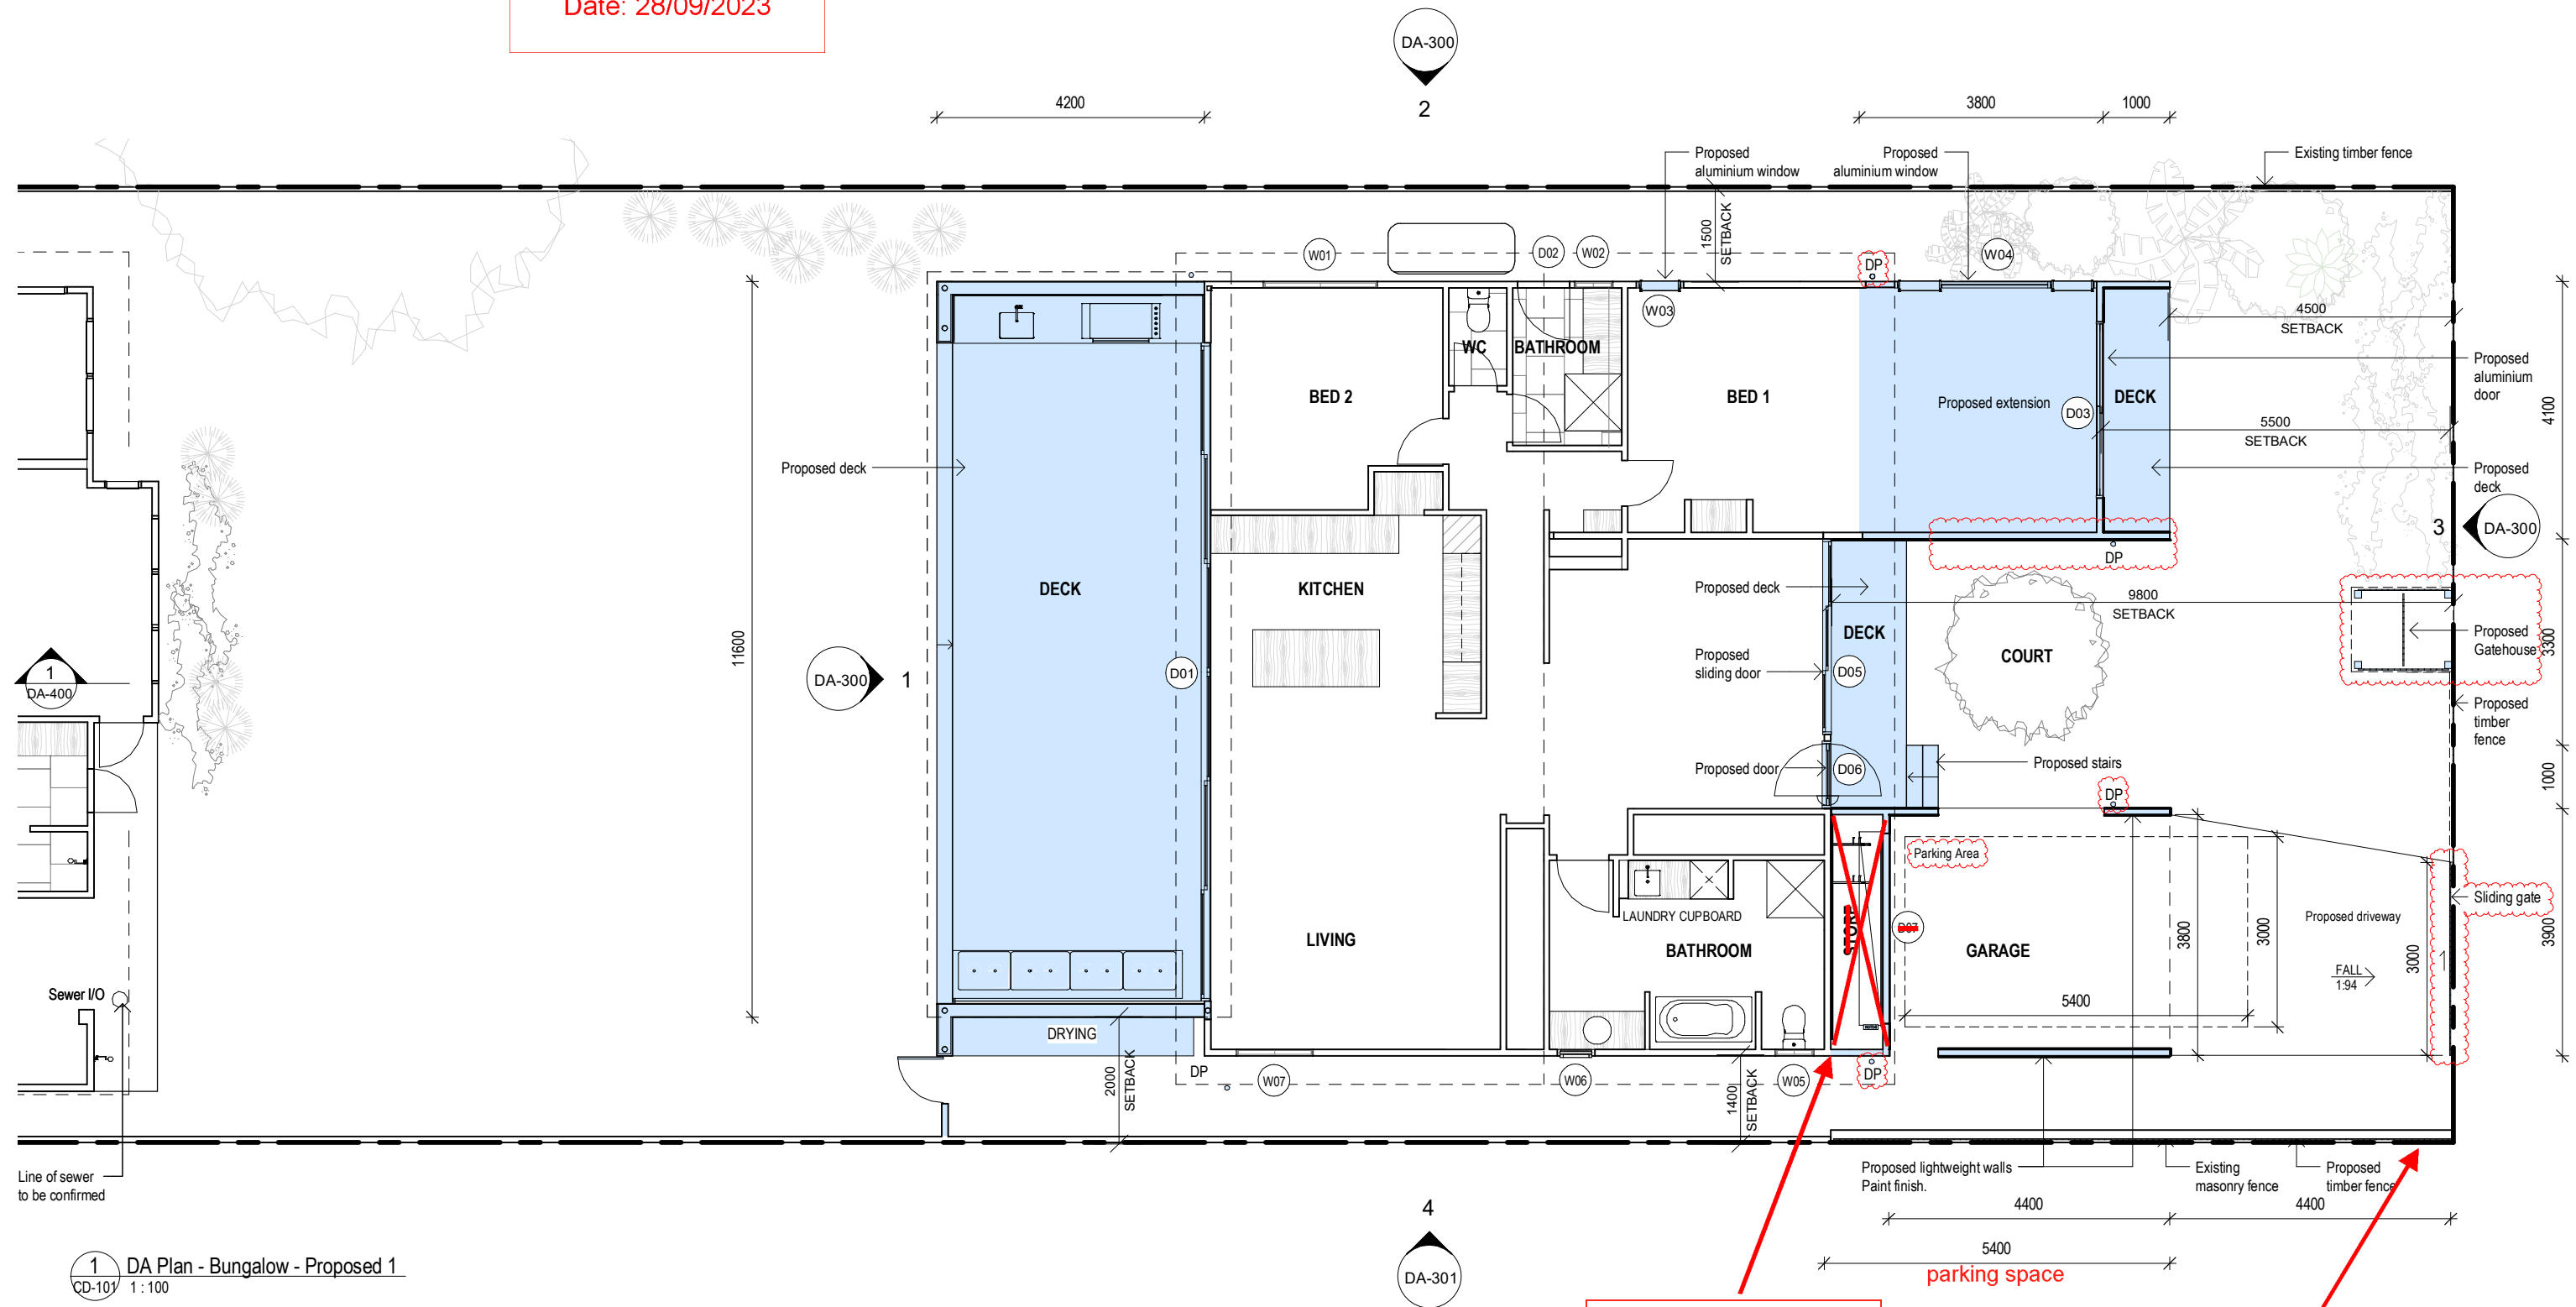 Date: 28/09/2023
DA-300
2
4200
3800
1000
Proposed
aluminium window
Proposed
aluminium window
Existing timber fence
1500
SETBACK
W01
D02
W02
W03
DP
W04
4500
SETBACK
WC
BATHROOM
BED 2
BED 1
Proposed extension
D03
DECK
Proposed
aluminium
door
4100
5500
SETBACK
Proposed deck
Proposed
deck
3
DA-300
DP
DECK
KITCHEN
Proposed deck
9800
SETBACK
DECK
COURT
Proposed
Gatehouse
3300
11600
1
DA-400
DA-300
1
D01
Proposed
sliding door
D05
Proposed
timber
fence
Proposed door
D06
Proposed stairs
1000
DP
Parking Area
LAUNDRY CUPBOARD
STORE
D07
Sliding gate
Proposed driveway
LIVING
BATHROOM
GARAGE
3800
3000
3000
3900
FALL
1:94
5400
Sewer I/O
DRYING
2000
SETBACK
DP
W07
W06
W05
DP
1400
SETBACK
Line of sewer
to be confirmed
Proposed lightweight walls
Paint finish.
Existing
masonry fence
Proposed
timber fence
4400
4400
4
DA-301
5400
parking space
1
CD-101
DA Plan - Bungalow - Proposed 1
1 : 100